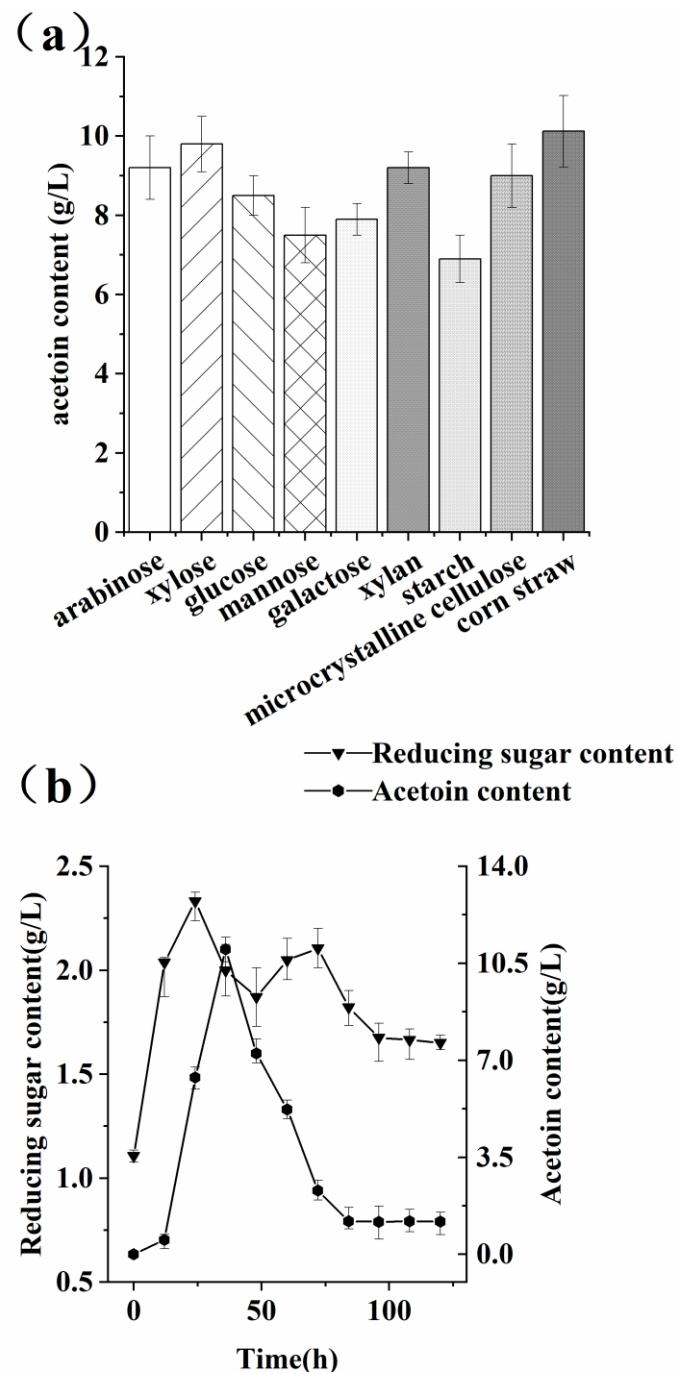 （a）
12
10
8
6
4
2
0
acetoin content (g/L)
arabinose
xylose
glucose
mannose
galactose
xylan
starch
microcrystalline cellulose
corn straw
Reducing sugar content
（b）
Acetoin content
2.5
2.0
1.5
1.0
0.5
Reducing sugar content(g/L)
14.0
10.5
7.0
3.5
0.0
Acetoin content(g/L)
0
50
100
Time(h)